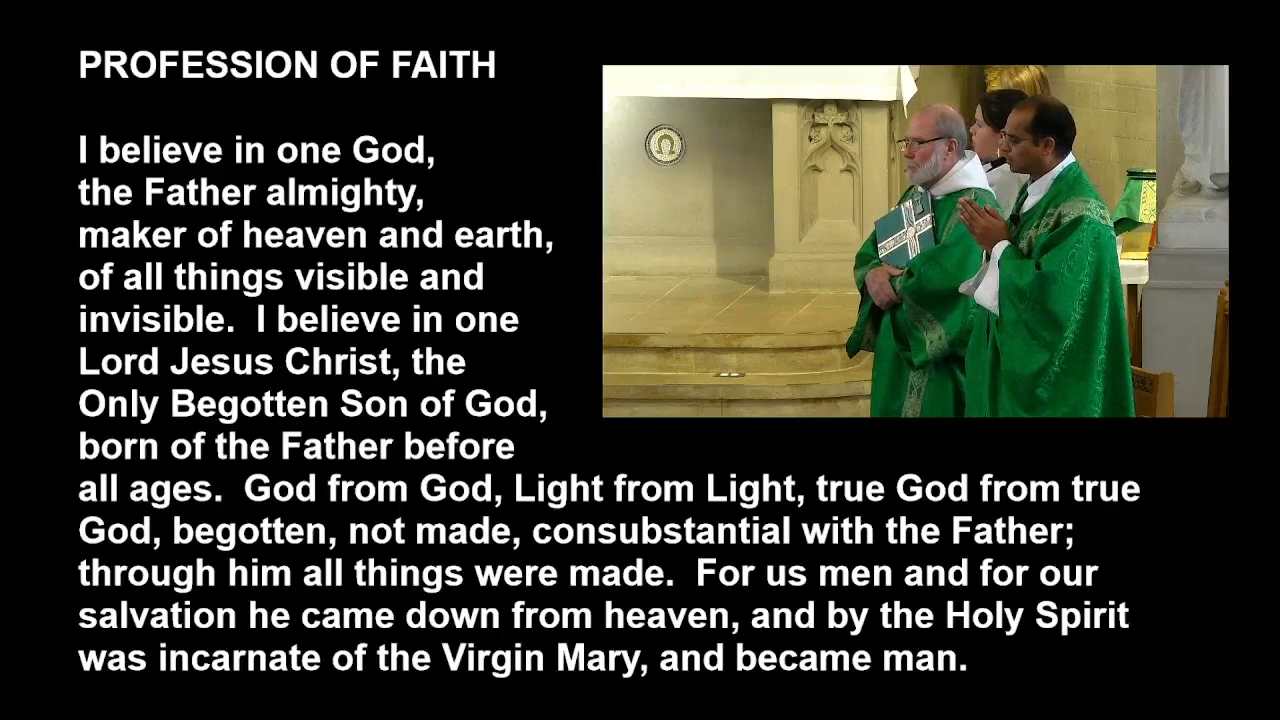 PROFESSION OF FAITH
I believe in one God,
the Father almighty,
maker of heaven and earth,
of all things visible and
invisible.  I believe in one
Lord Jesus Christ, the
Only Begotten Son of God,
born of the Father before
all ages.  God from God, Light from Light, true God from true
God, begotten, not made, consubstantial with the Father;
through him all things were made.  For us men and for our
salvation he came down from heaven, and by the Holy Spirit
was incarnate of the Virgin Mary, and became man.